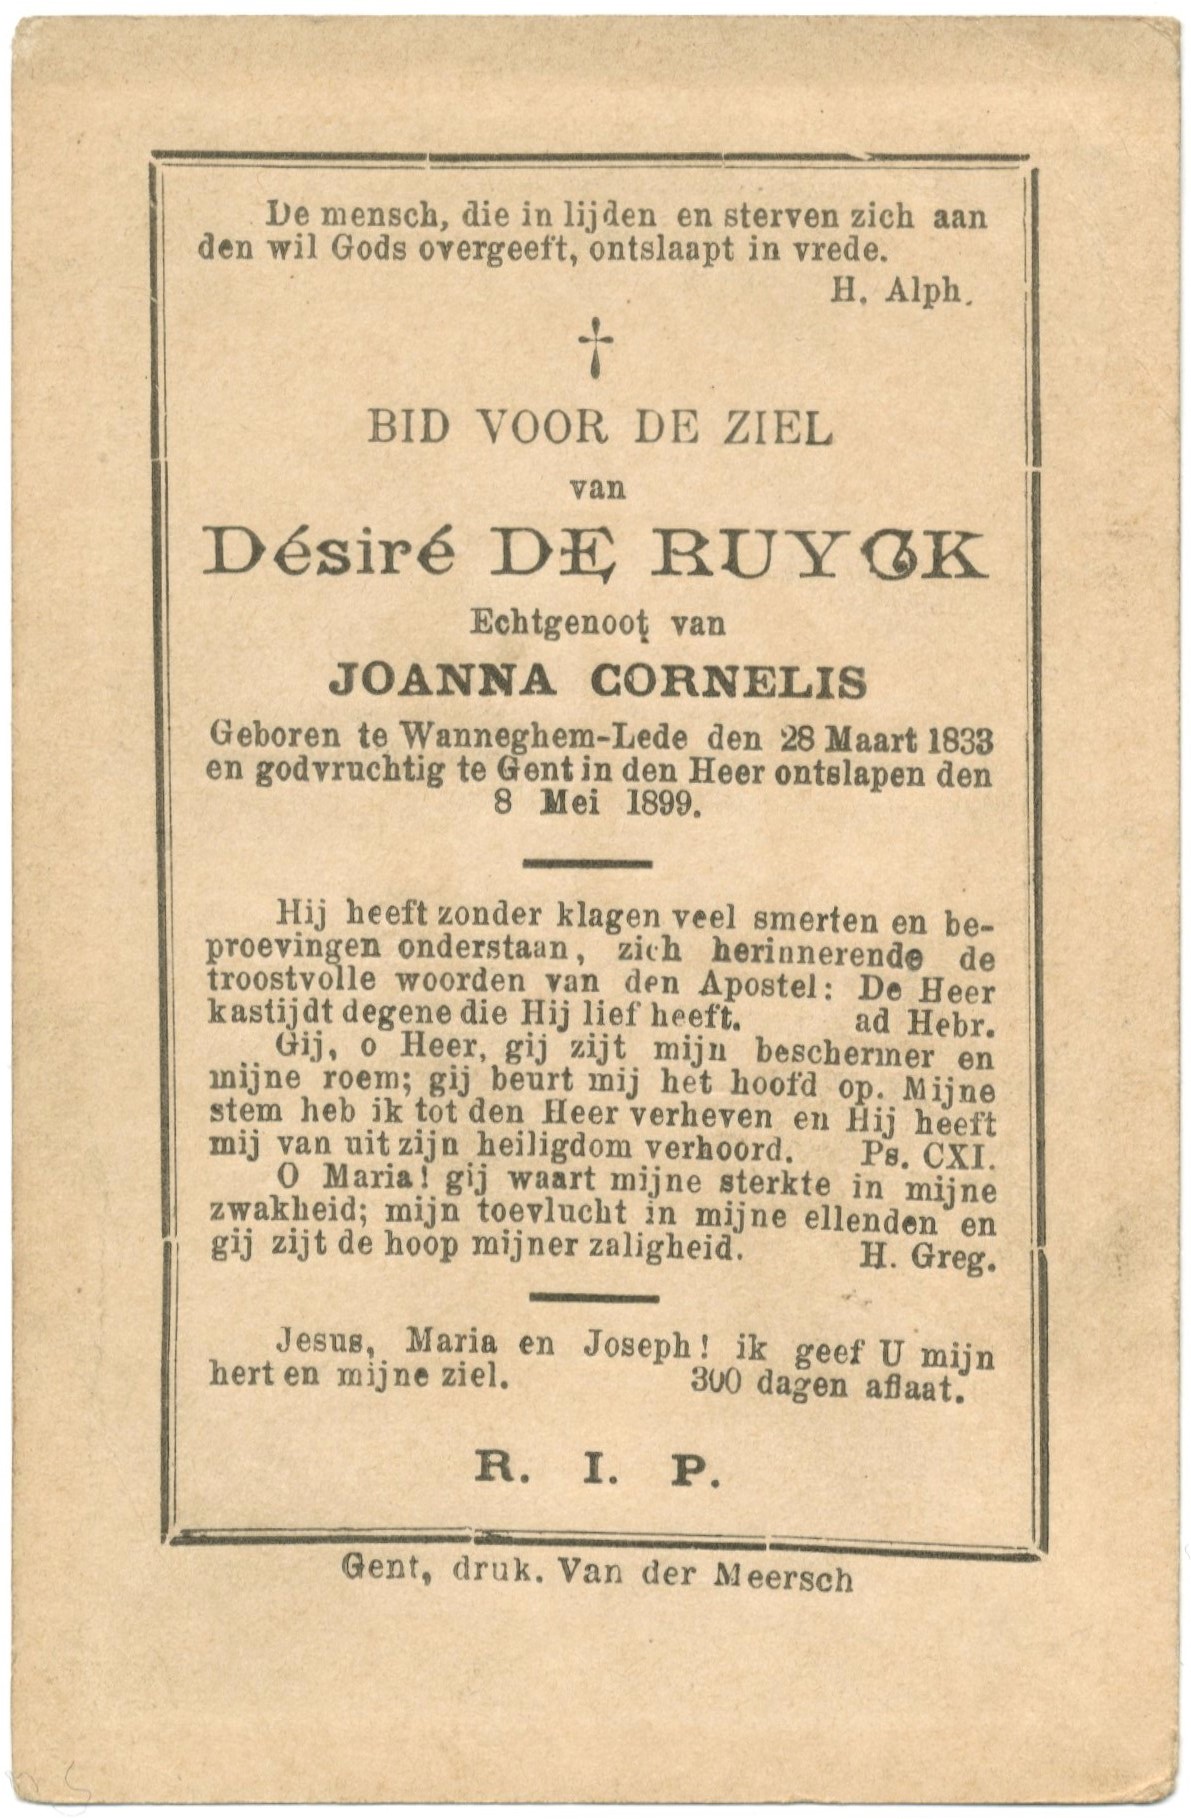 De mensch, die in lijden en sterven zich aan
den wil Gods overgeeft, ontslaapt in vrede.
H. Alph.
†
BID VOOR DE ZIEL
van
Désiré DE RUYCK
Echtgenoot van
JOANNA CORNELIS
Geboren te Wanneghem-Lede den 28 Maart 1833
en godvruchtig te Gent in den Heer ontslapen den
8 Mei 1899.
Hij heeft zonder klagen veel smerten en be-
proevingen onderstaan, zich herinnerende de
troostvolle woorden van den Apostel: De Heer
kastijdt degene die Hij lief heeft. ad Hebr.
Gij, o Heer, gij zijt mijn beschermer en
mijne roem; gij beurt mij het hoofd op. Mijne
stem heb ik tot den Heer verheven en Hij heeft
mij van uit zijn heiligdom verhoord. Ps. CXI.
O Maria! gij waart mijne sterkte in mijne
zwakheid; mijn toevlucht in mijne ellenden en
gij zijt de hoop mijner zaligheid. H. Greg.
Jesus, Maria en Joseph! ik geef U mijn
hert en mijne ziel. 300 dagen aflaat.
R. I. P.
Gent, druk. Van der Meersch